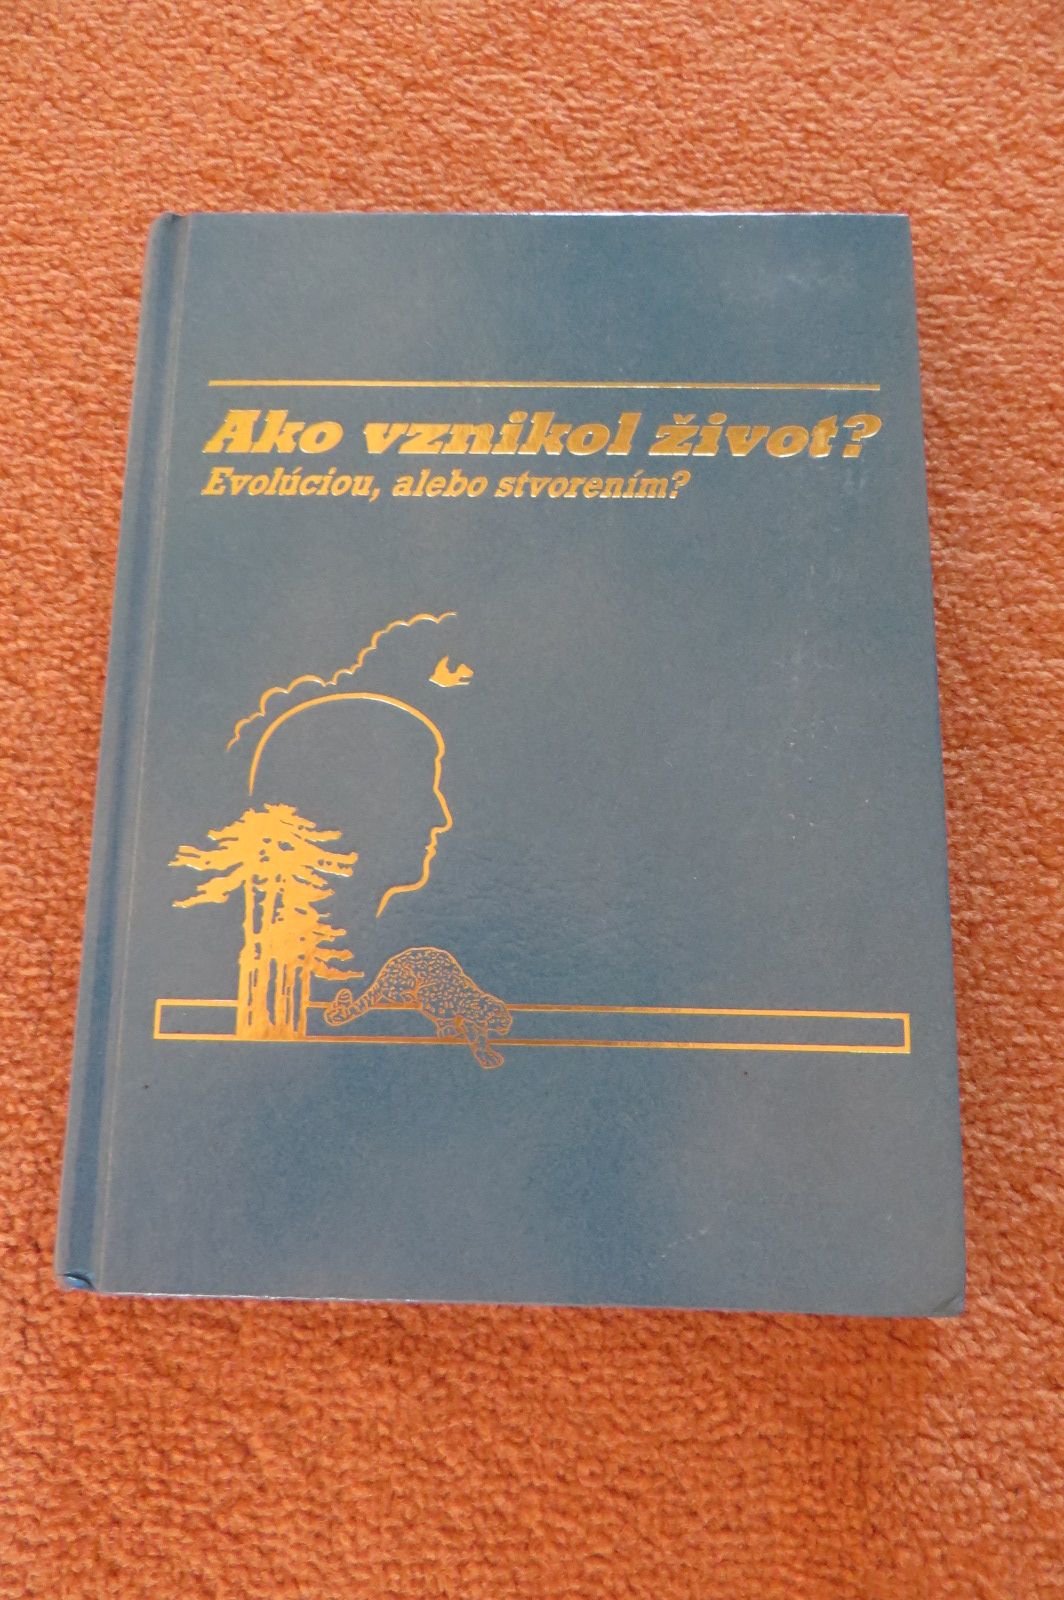 Ako vznikol život?
Evolúciou, alebo stvorením?